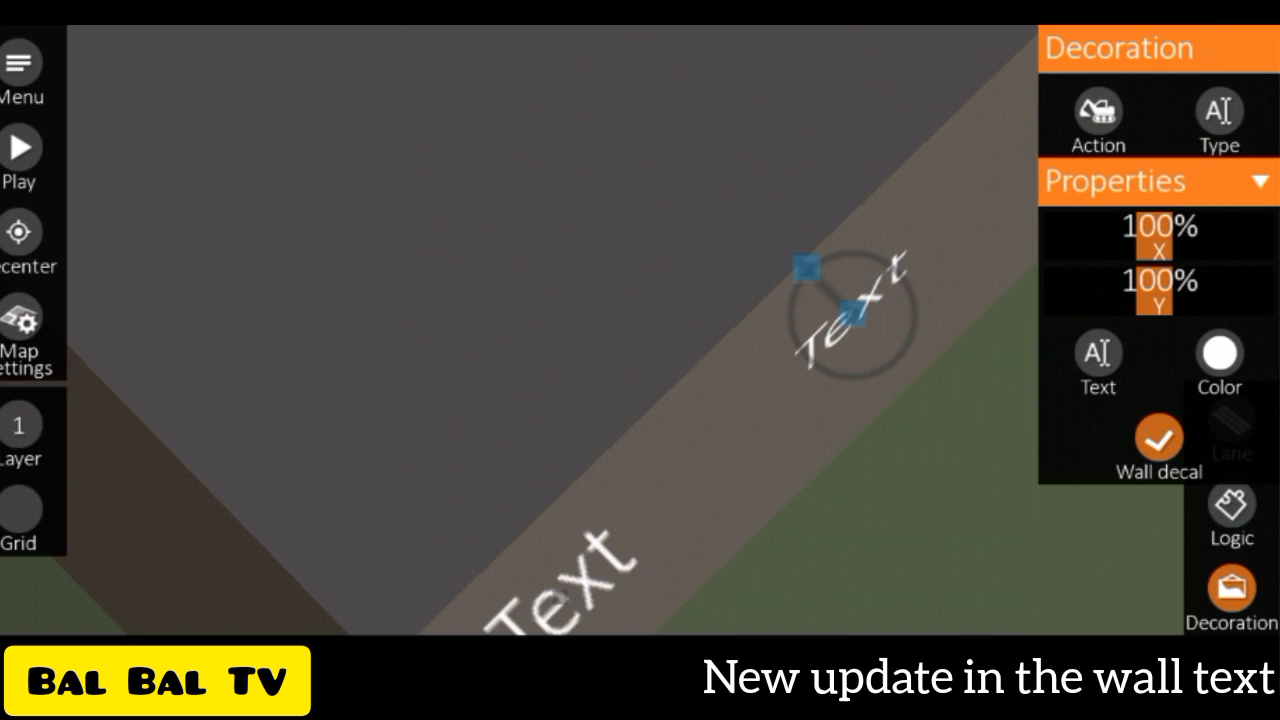 Menu
Play
ecenter
Map
ettings
1
Layer
Grid
Text
Text
Decoration
Action
Type
Properties
100%
X
100%
Y
A
Text
Color
Wall decal
Lane
Logic
Decoration
BAL BAL TV
New update in the wall text